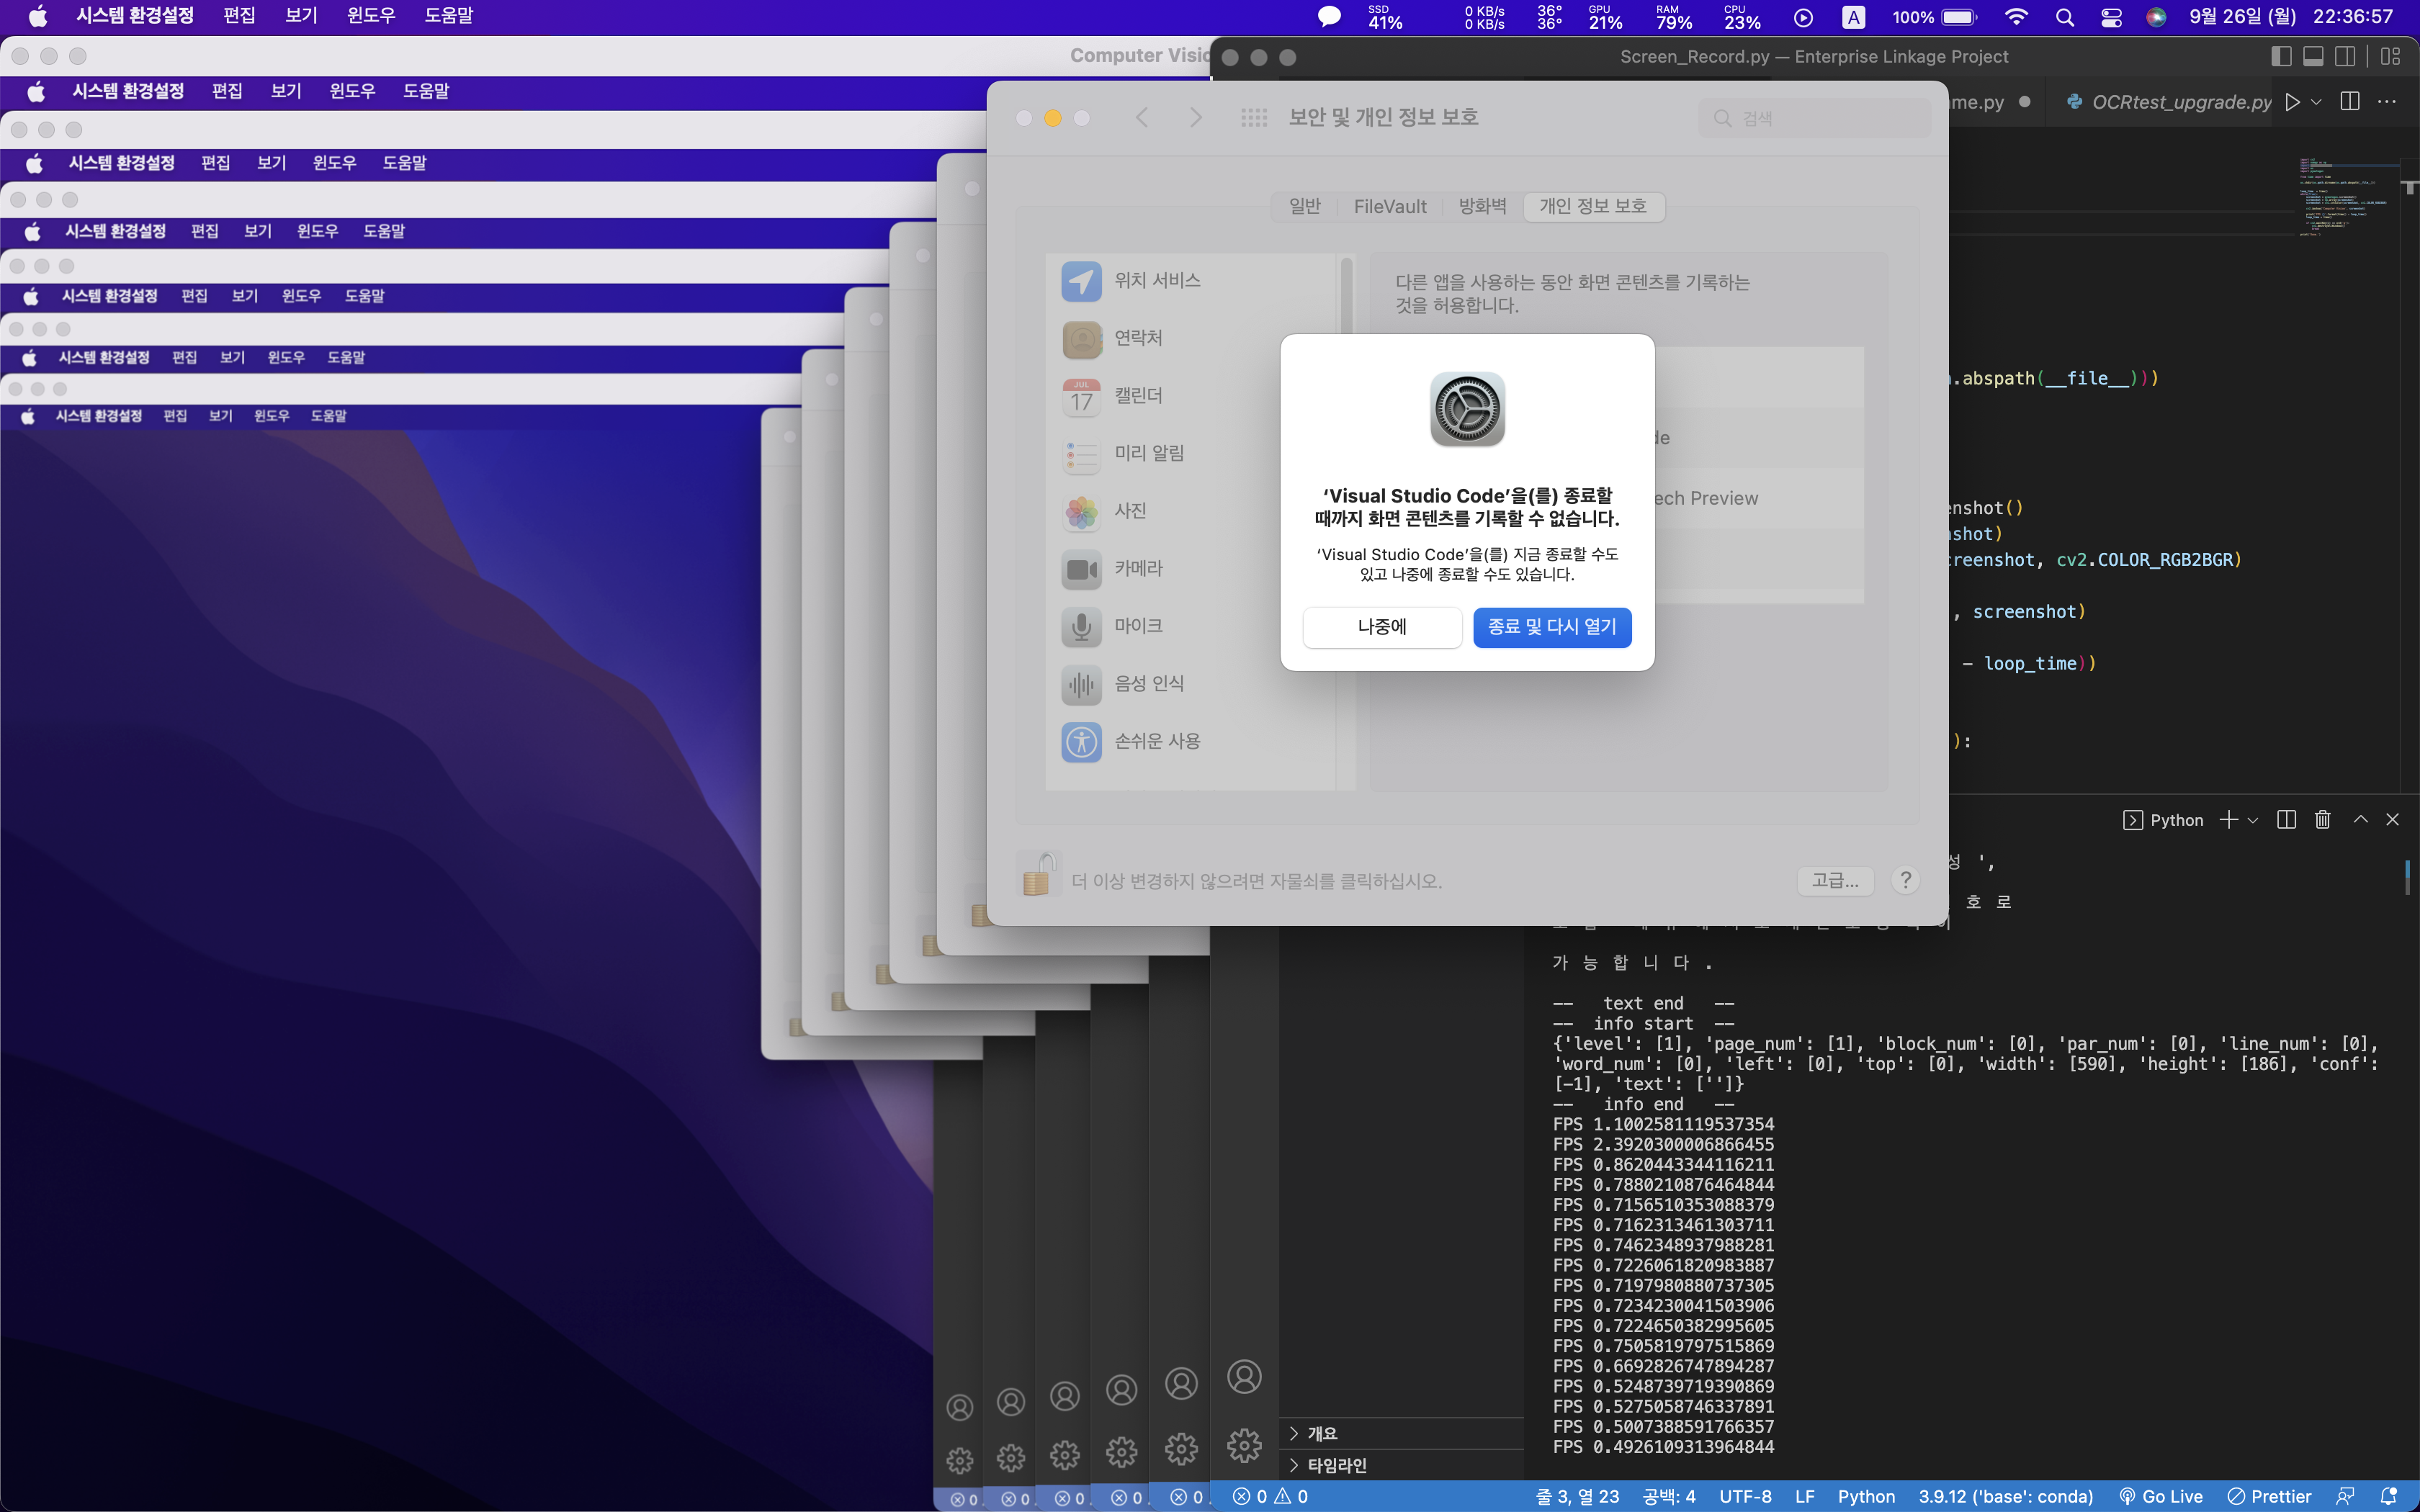 시스템 환경설정 편집 보기 윈도우 도움말
SSD 41% 0 KB/s 0 KB/s 36° 36° GPU 21% RAM 79% CPU 23% A 100% 9월 26일 (월) 22:36:57
Computer Visio
시스템 환경설정 편집 보기 윈도우 도움말
시스템 환경설정 편집 보기 윈도우 도움말
시스템 환경설정 편집 보기 윈도우 도움말
시스템 환경설정 편집 보기 윈도우 도움말
시스템 환경설정 편집 보기 윈도우 도움말
시스템 환경설정 편집 보기 윈도우 도움말
Screen_Record.py — Enterprise Linkage Project
me.py OCRtest_upgrade.py
보안 및 개인 정보 보호
검색
일반 FileVault 방화벽 개인 정보 보호
위치 서비스
연락처
JUL
17
캘린더
미리 알림
사진
카메라
마이크
음성 인식
손쉬운 사용
다른 앱을 사용하는 동안 화면 콘텐츠를 기록하는
것을 허용합니다.
de
ech Preview
‘Visual Studio Code’을(를) 종료할
때까지 화면 콘텐츠를 기록할 수 없습니다.
‘Visual Studio Code’을(를) 지금 종료할 수도
있고 나중에 종료할 수도 있습니다.
나중에 종료 및 다시 열기
더 이상 변경하지 않으려면 자물쇠를 클릭하십시오.
고급... ?
.abspath(__file__)))
enshot()
shot)
creenshot, cv2.COLOR_RGB2BGR)
, screenshot)
- loop_time))
):
Python
성 ',
호 로
가 능 합 니 다 .
-- text end --
-- info start --
{'level': [1], 'page_num': [1], 'block_num': [0], 'par_num': [0], 'line_num': [0],
'word_num': [0], 'left': [0], 'top': [0], 'width': [590], 'height': [186], 'conf':
[-1], 'text': ['']}
-- info end --
FPS 1.1002581119537354
FPS 2.3920300006866455
FPS 0.8620443344116211
FPS 0.7880210876464844
FPS 0.7156510353088379
FPS 0.7162313461303711
FPS 0.7462348937988281
FPS 0.7226061820983887
FPS 0.7197980880737305
FPS 0.7234230041503906
FPS 0.7224650382995605
FPS 0.7505819797515869
FPS 0.6692826747894287
FPS 0.5248739719390869
FPS 0.5275058746337891
FPS 0.5007388591766357
FPS 0.4926109313964844
개요
타임라인
0 0 0 0 0 0 0
줄 3, 열 23 공백: 4 UTF-8 LF Python 3.9.12 ('base': conda) Go Live Prettier